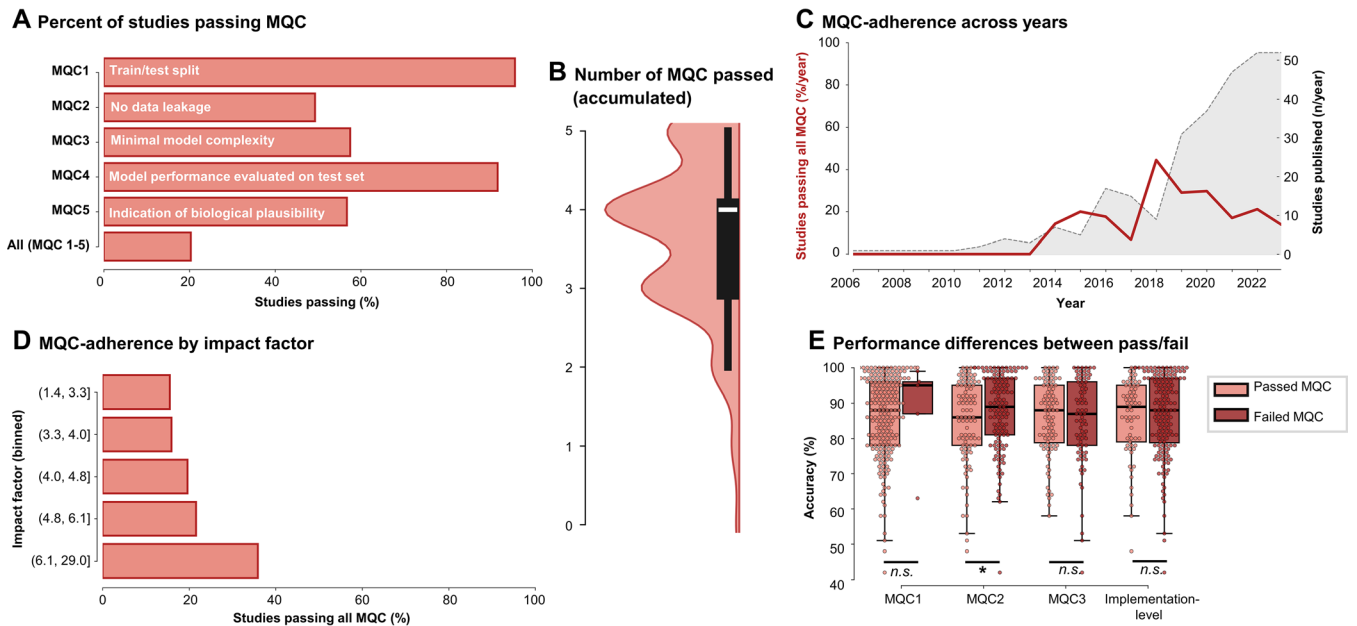 A Percent of studies passing MQC
MQC1
Train/test split
MQC2
No data leakage
MQC3
Minimal model complexity
MQC4
Model performance evaluated on test set
MQC5
Indication of biological plausibility
All (MQC 1-5)
0 20 40 60 80 100
Studies passing (%)
B Number of MQC passed
(accumulated)
5
4
3
2
1
0
C MQC-adherence across years
Studies passing all MQC (%/year)
100
80
60
40
20
0
Studies published (n/year)
50
40
30
20
10
0
2006 2008 2010 2012 2014 2016 2018 2020 2022
Year
D MQC-adherence by impact factor
Impact factor (binned)
(1.4, 3.3]
(3.3, 4.0]
(4.0, 4.8]
(4.8, 6.1]
(6.1, 29.0]
0 20 40 60 80 100
Studies passing all MQC (%)
E Performance differences between pass/fail
Accuracy (%)
100
90
80
70
60
50
40
n.s. * n.s. n.s.
MQC1 MQC2 MQC3 Implementation-
level
Passed MQC
Failed MQC